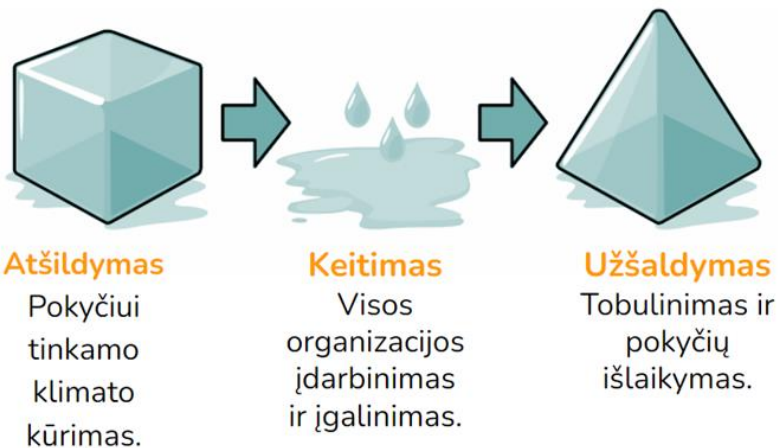 Atšildymas
Pokyčiui
tinkamo
klimato
kūrimas.
Keitimas
Visos
organizacijos
įdarbinimas
ir įgalinimas.
Užšaldymas
Tobulinimas ir
pokyčių
išlaikymas.